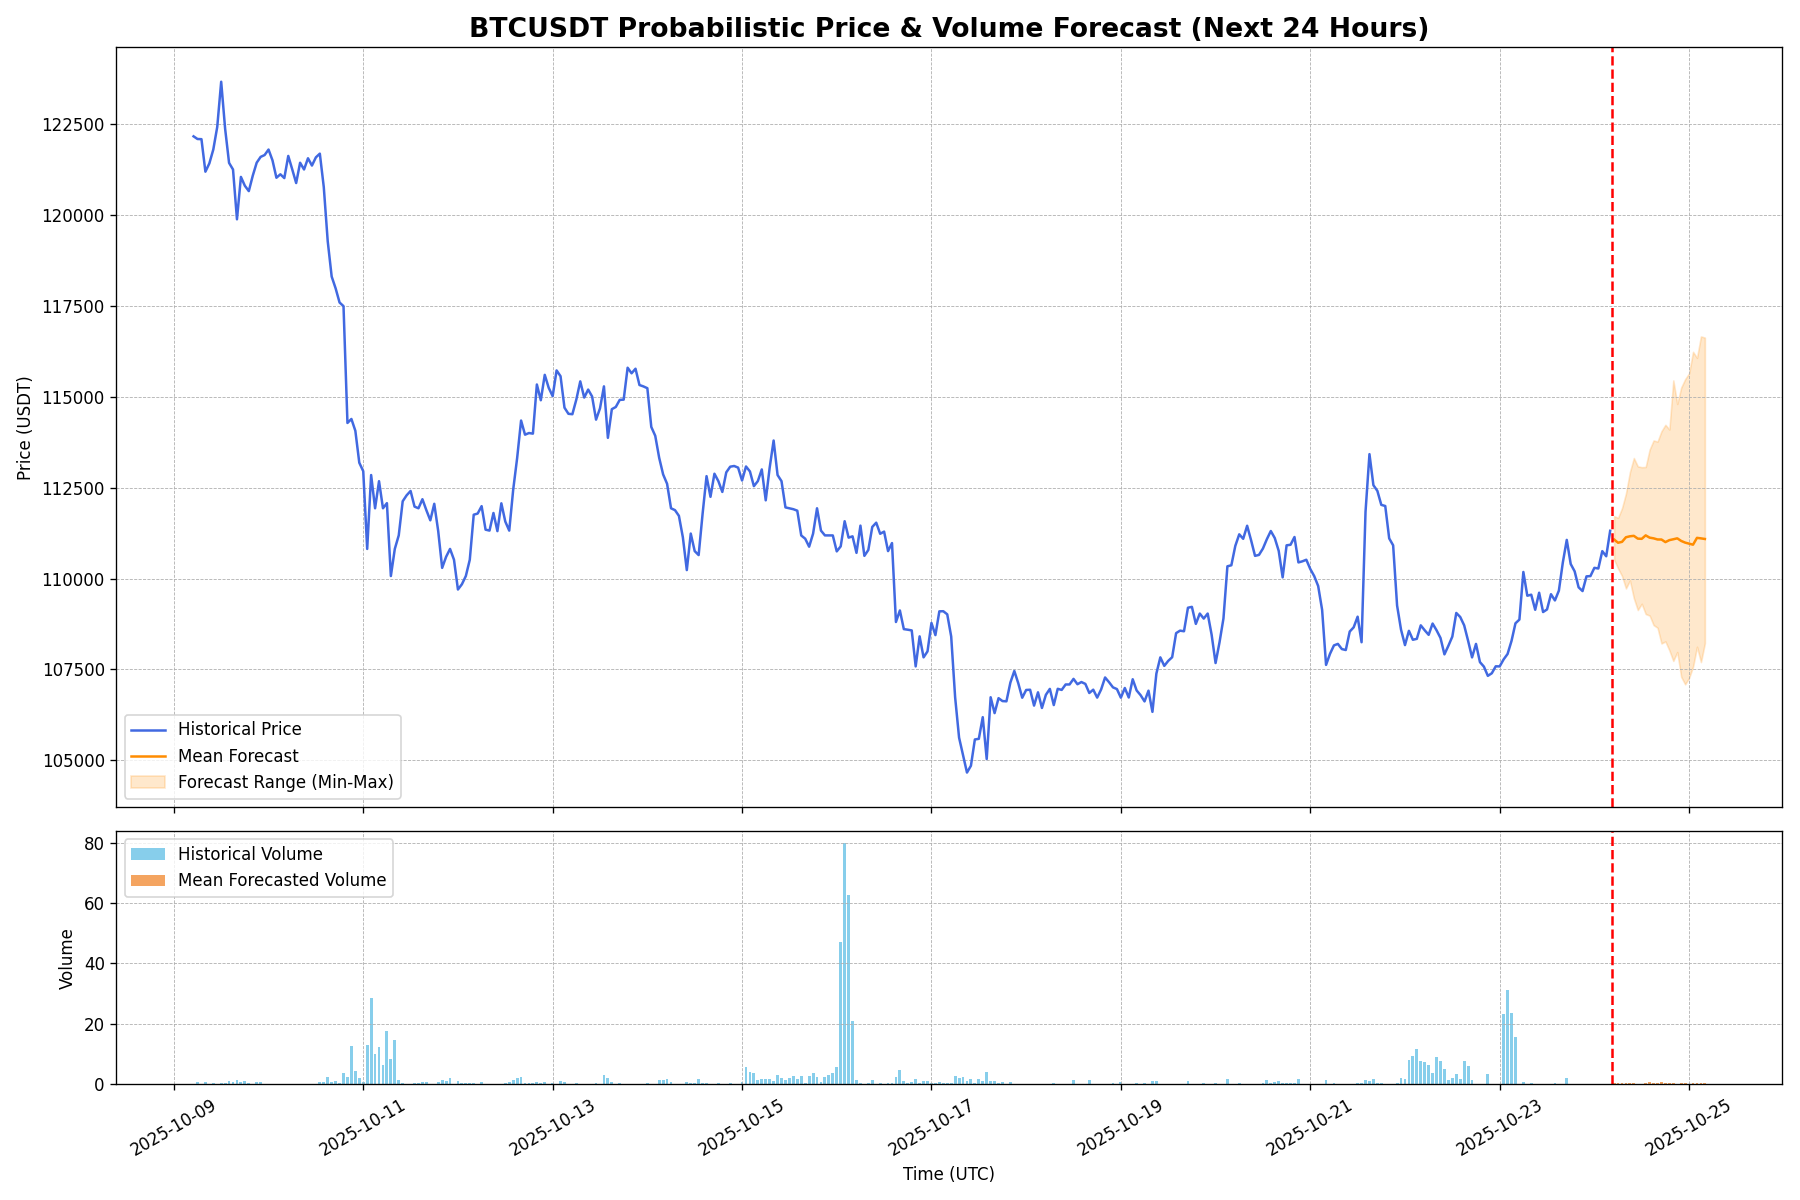 BTCUSDT Probabilistic Price & Volume Forecast (Next 24 Hours)
Price (USDT)
122500
120000
117500
115000
112500
110000
107500
105000
Historical Price
Mean Forecast
Forecast Range (Min-Max)
Volume
80
60
40
20
0
Historical Volume
Mean Forecasted Volume
2025-10-09
2025-10-11
2025-10-13
2025-10-15
2025-10-17
2025-10-19
2025-10-21
2025-10-23
2025-10-25
Time (UTC)